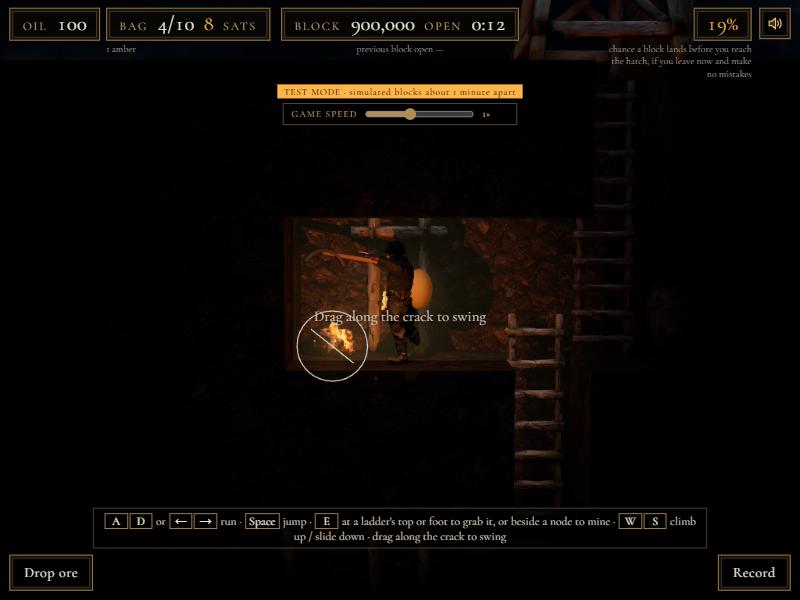 OIL 100
BAG 4/10 8 SATS
BLOCK 900,000 OPEN 0:12
19%
1 amber
previous block open —
chance a block lands before you reach
the hatch, if you leave now and make
no mistakes
TEST MODE · simulated blocks about 1 minute apart
GAME SPEED 1×
Drag along the crack to swing
A D or ← → run · Space jump · E at a ladder's top or foot to grab it, or beside a node to mine · W S climb
up / slide down · drag along the crack to swing
Drop ore
Record